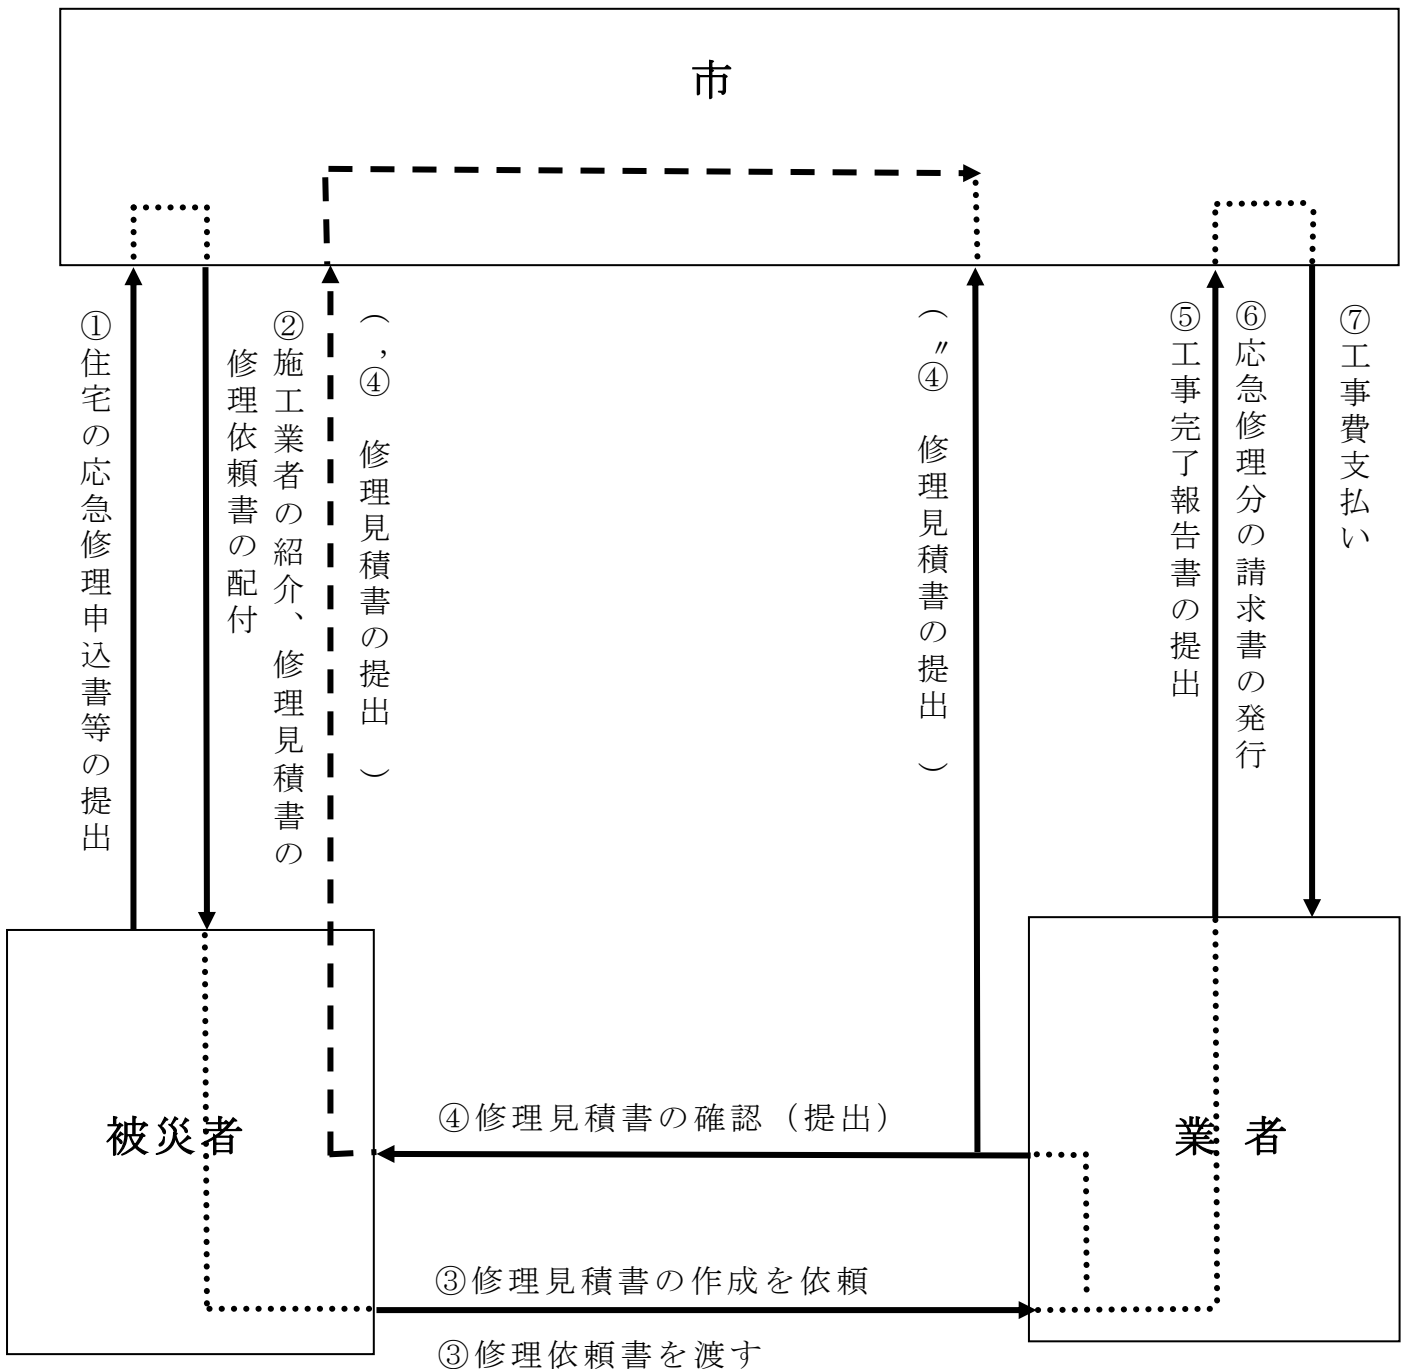 市
①住宅の応急修理申込書等の提出
②施工業者の紹介、修理見積書の
修理依頼書の配付
（④’ 修理見積書の提出 ）
（④” 修理見積書の提出 ）
⑤工事完了報告書の提出
⑥応急修理分の請求書の発行
⑦工事費支払い
被災者
業 者
④修理見積書の確認（提出）
③修理見積書の作成を依頼
③修理依頼書を渡す